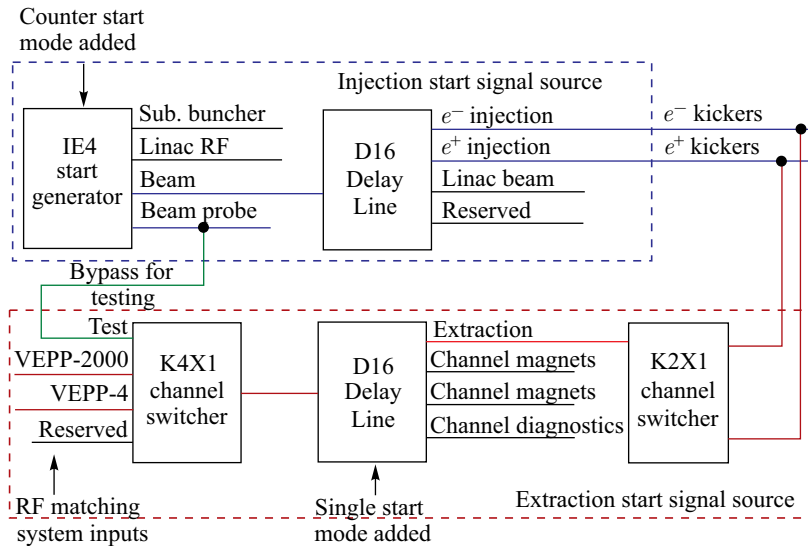 Counter start
mode added
Injection start signal source
IE4
start
generator
Sub. buncher
Linac RF
Beam
Beam probe
D16
Delay
Line
e− injection
e+ injection
Linac beam
Reserved
e− kickers
e+ kickers
Bypass for
testing
Test
VEPP-2000
VEPP-4
Reserved
K4X1
channel
switcher
D16
Delay
Line
Extraction
Channel magnets
Channel magnets
Channel diagnostics
K2X1
channel
switcher
RF matching
system inputs
Single start
mode added
Extraction start signal source